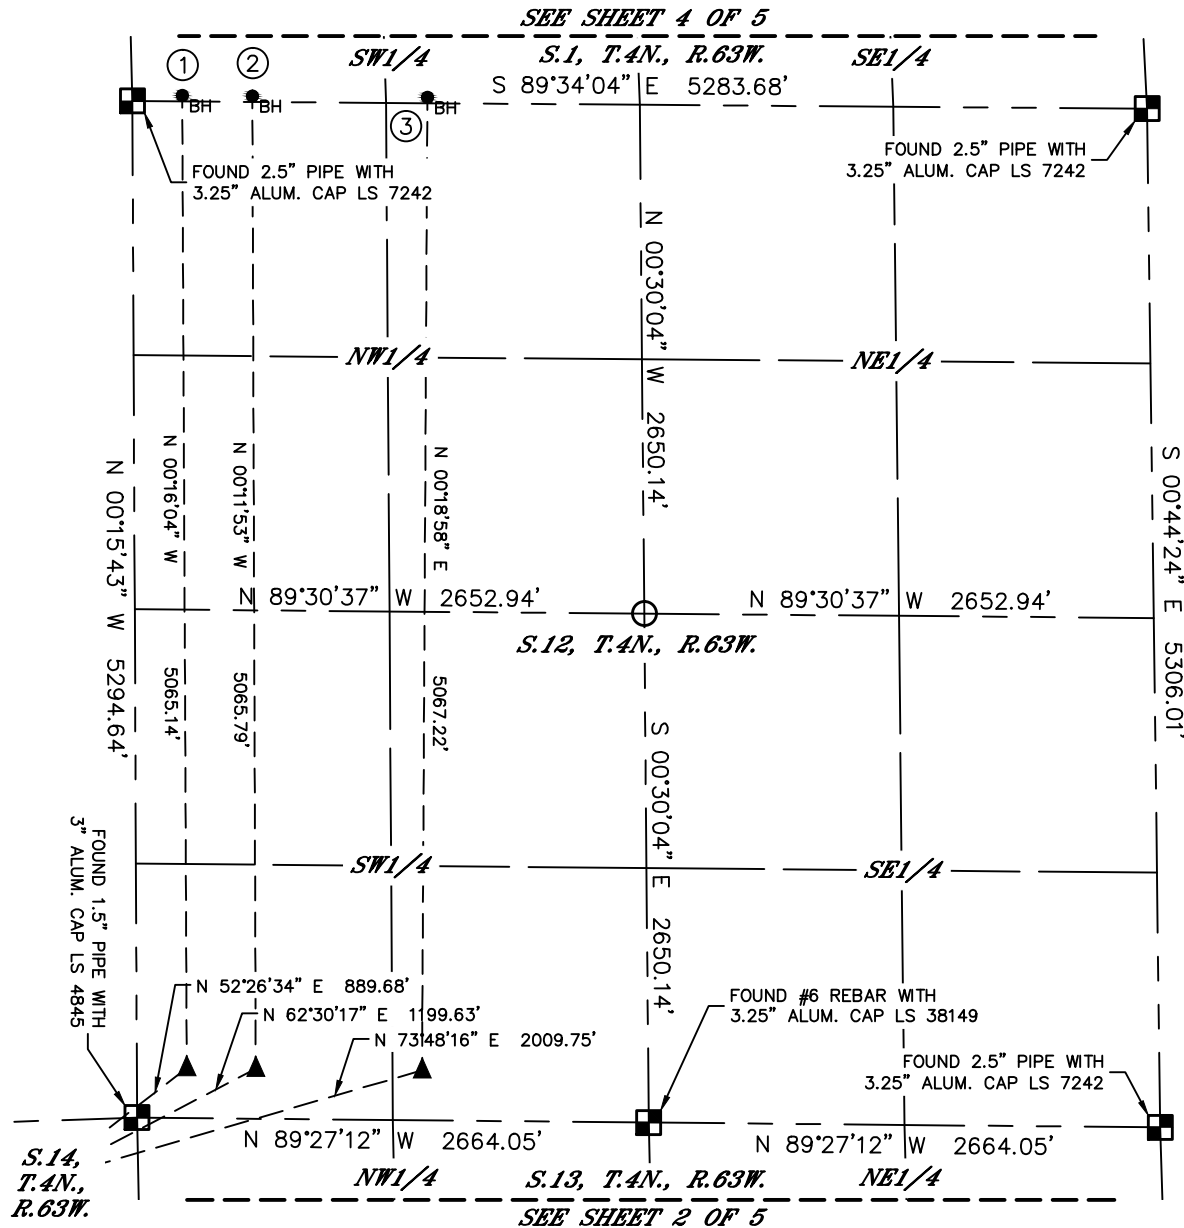 SEE SHEET 4 OF 5
SW1/4
S.1, T.4N., R.63W.
SE1/4
S 89°34'04" E 5283.68'
1
2
3
BH
BH
BH
FOUND 2.5" PIPE WITH
3.25" ALUM. CAP LS 7242
FOUND 2.5" PIPE WITH
3.25" ALUM. CAP LS 7242
N 00°30'04" W 2650.14'
NW1/4
NE1/4
N 00°15'43" W 5294.64'
N 00°16'04" W 5065.14'
N 00°11'53" W 5065.79'
N 00°18'58" E 5067.22'
S 00°44'24" E 5306.01'
N 89°30'37" W 2652.94'
N 89°30'37" W 2652.94'
S.12, T.4N., R.63W.
S 00°30'04" E 2650.14'
SW1/4
SE1/4
FOUND 1.5" PIPE WITH
3" ALUM. CAP LS 4845
N 52°26'34" E 889.68'
N 62°30'17" E 1199.63'
N 73°48'16" E 2009.75'
FOUND #6 REBAR WITH
3.25" ALUM. CAP LS 38149
FOUND 2.5" PIPE WITH
3.25" ALUM. CAP LS 7242
N 89°27'12" W 2664.05'
N 89°27'12" W 2664.05'
S.14,
T.4N.,
R.63W.
NW1/4
S.13, T.4N., R.63W.
NE1/4
SEE SHEET 2 OF 5